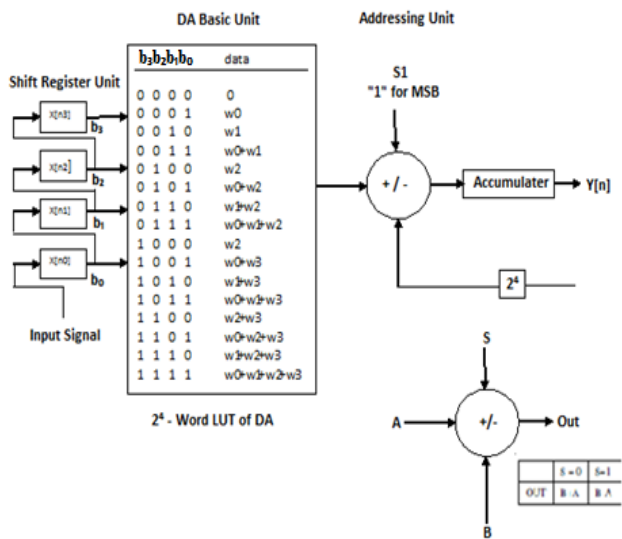 DA Basic Unit
Addressing Unit
Shift Register Unit
b₃b₂b₁b₀ data
0 0 0 0 0
0 0 0 1 w0
0 0 1 0 w1
0 0 1 1 w0+w1
0 1 0 0 w2
0 1 0 1 w0+w2
0 1 1 0 w1+w2
0 1 1 1 w0+w1+w2
1 0 0 0 w2
1 0 0 1 w0+w3
1 0 1 0 w1+w3
1 0 1 1 w0+w1+w3
1 1 0 0 w2+w3
1 1 0 1 w0+w2+w3
1 1 1 0 w1+w2+w3
1 1 1 1 w0+w1+w2+w3
X[n3]
b₃
X[n2]
b₂
X[n1]
b₁
X[n0]
b₀
Input Signal
2⁴ - Word LUT of DA
S1
"1" for MSB
+ / -
Accumulater
Y[n]
2⁴
S
A
+/-
Out
B
S=0 S=1
OUT